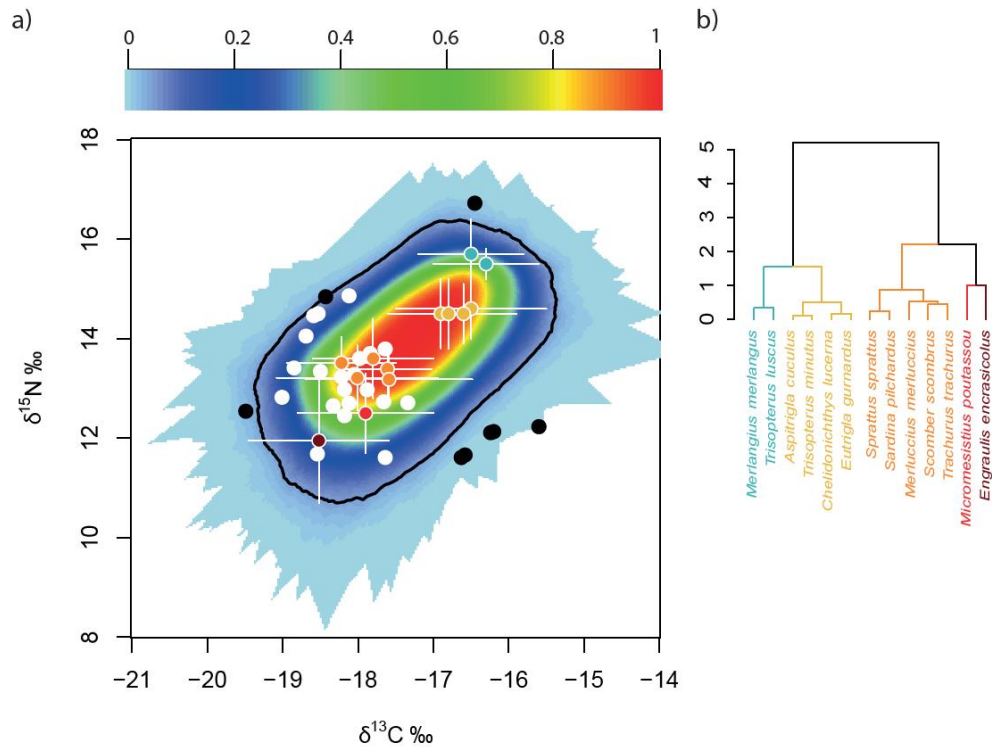 a)
0 0.2 0.4 0.6 0.8 1
18
16
14
12
10
8
δ15N ‰
−21 −20 −19 −18 −17 −16 −15 −14
δ13C ‰
b)
5
4
3
2
1
0
Merlangius merlangus
Trisopterus luscus
Aspitrigla cuculus
Trisopterus minutus
Chelidonichthys lucerna
Eutrigla gurnardus
Sprattus sprattus
Sardina pilchardus
Merluccius merluccius
Scomber scombrus
Trachurus trachurus
Micromesistius poutassou
Engraulis encrasicolus